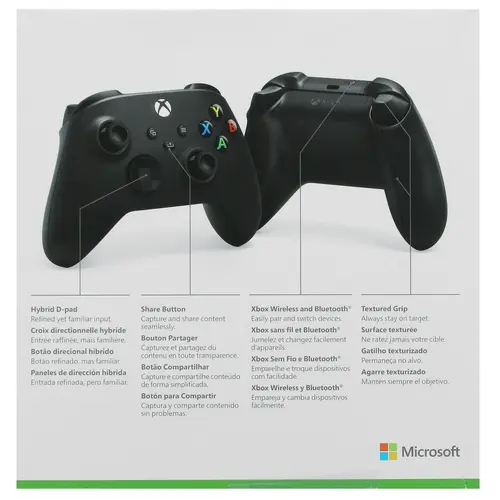 Y
X
B
A
XBOX
Hybrid D-pad
Refined yet familiar input.
Croix directionnelle hybride
Entrée raffinée, mais familière.
Botão direcional híbrido
Botão refinado, mas familiar.
Paneles de dirección híbrida
Entrada refinada, pero familiar.
Share Button
Capture and share content
seamlessly.
Bouton Partager
Capturez et partagez du
contenu en toute transparence.
Botão Compartilhar
Capture e compartilhe conteúdo
de forma simplificada.
Botón para Compartir
Captura y comparte contenido
sin problemas.
Xbox Wireless and Bluetooth®
Easily pair and switch devices.
Xbox sans fil et Bluetooth®
Jumelez et changez facilement
d'appareils.
Xbox Sem Fio e Bluetooth®
Emparelhe e troque dispositivos
com facilidade.
Xbox Wireless y Bluetooth®
Empareja y cambia dispositivos
fácilmente.
Textured Grip
Always stay on target.
Surface texturée
Ne ratez jamais votre cible.
Gatilho texturizado
Permaneça no alvo.
Agarre texturizado
Mantén siempre el objetivo.
Microsoft